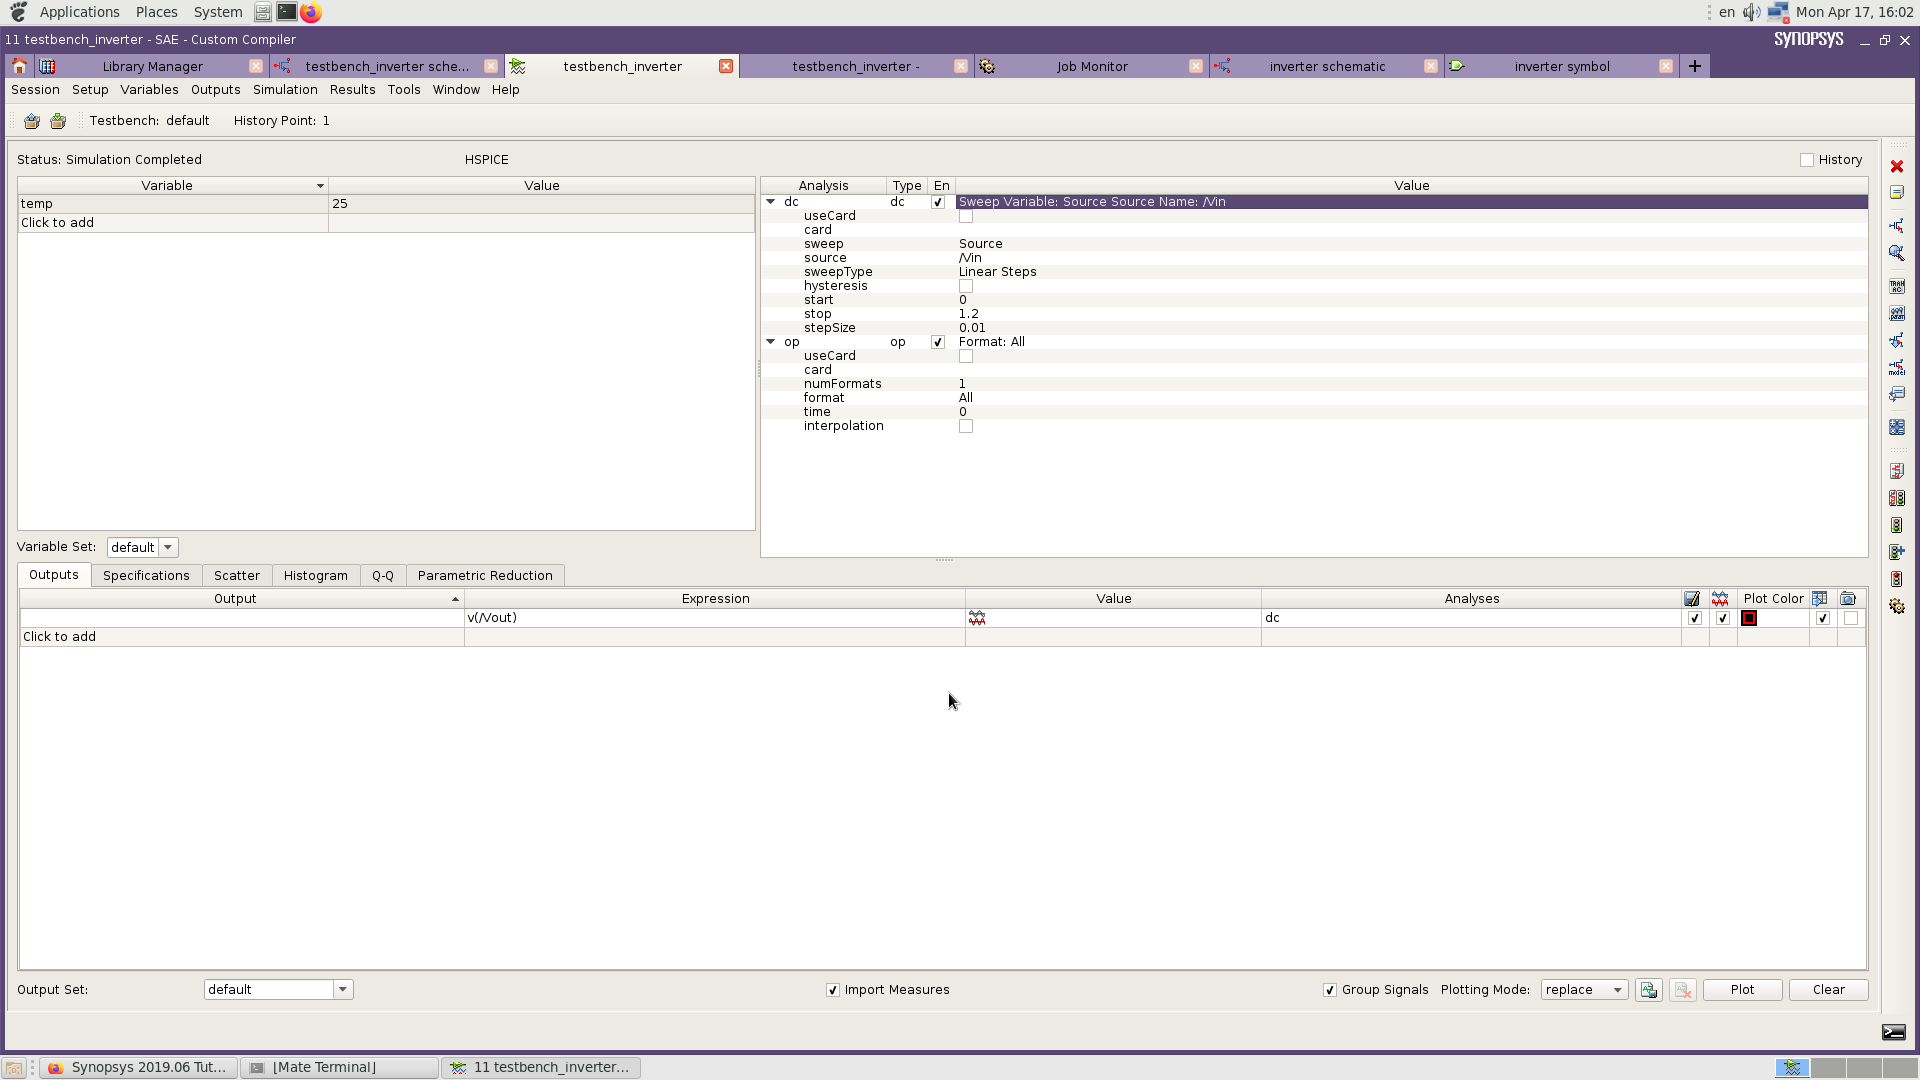 Applications Places System en Mon Apr 17, 16:02
11 testbench_inverter - SAE - Custom Compiler SYNOPSYS
Library Manager testbench_inverter sche... testbench_inverter testbench_inverter - Job Monitor inverter schematic inverter symbol
Session Setup Variables Outputs Simulation Results Tools Window Help
Testbench: default History Point: 1
Status: Simulation Completed HSPICE History
Variable Value
temp 25
Click to add
Analysis Type En Value
dc dc Sweep Variable: Source Source Name: /Vin
useCard
card
sweep Source
source /Vin
sweepType Linear Steps
hysteresis
start 0
stop 1.2
stepSize 0.01
op op Format: All
useCard
card
numFormats 1
format All
time 0
interpolation
Variable Set: default
Outputs Specifications Scatter Histogram Q-Q Parametric Reduction
Output Expression Value Analyses Plot Color
v(/Vout) dc
Click to add
Output Set: default Import Measures Group Signals Plotting Mode: replace Plot Clear
Synopsys 2019.06 Tut... [Mate Terminal] 11 testbench_inverter...